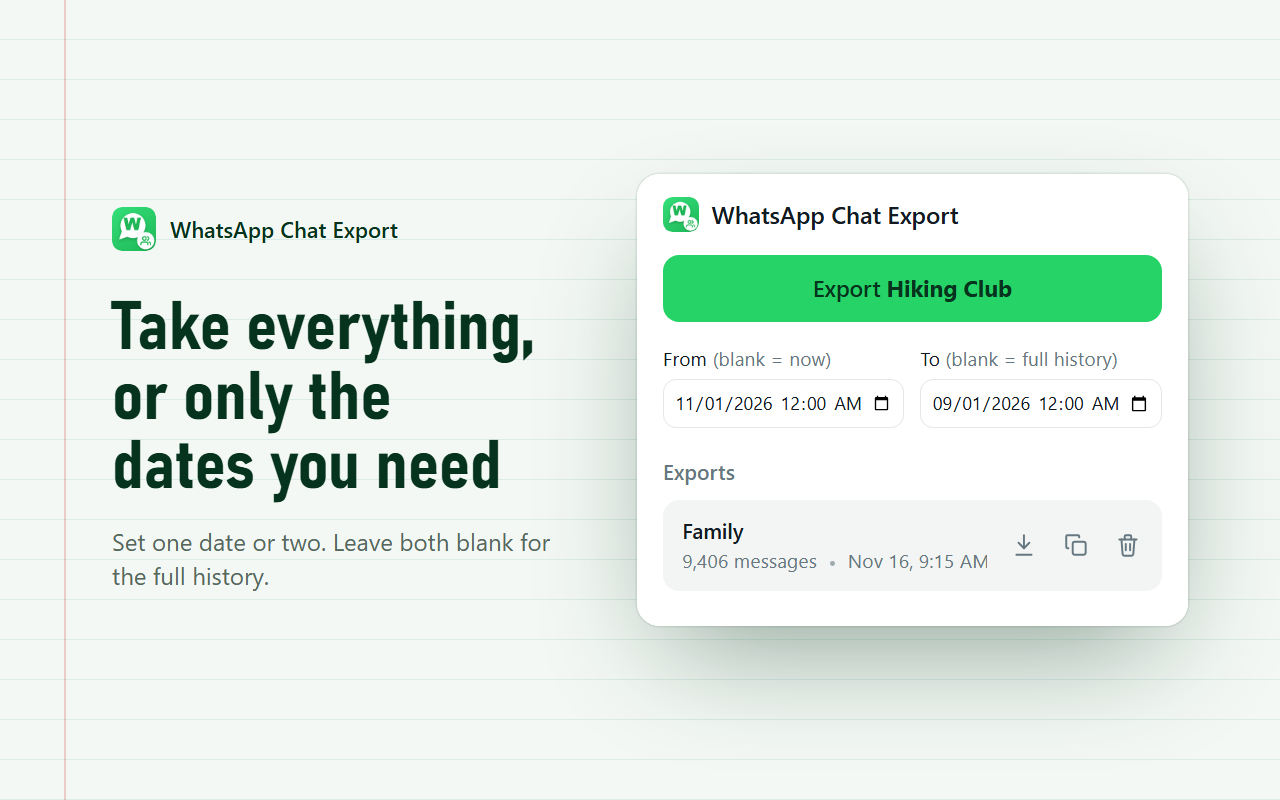 WhatsApp Chat Export
Take everything,
or only the
dates you need
Set one date or two. Leave both blank for
the full history.
WhatsApp Chat Export
Export Hiking Club
From (blank = now)
To (blank = full history)
11/01/2026 12:00 AM
09/01/2026 12:00 AM
Exports
Family
9,406 messages • Nov 16, 9:15 AM